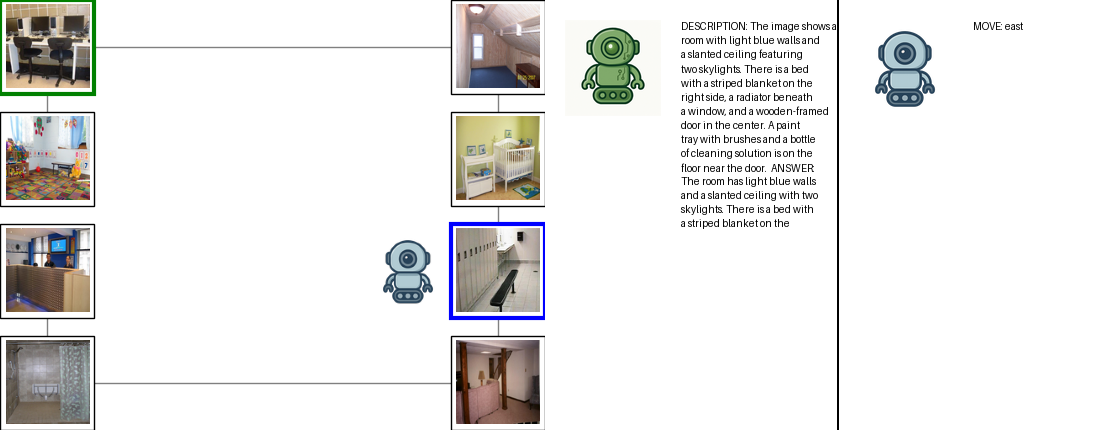 DESCRIPTION: The image shows a
room with light blue walls and
a slanted ceiling featuring
two skylights. There is a bed
with a striped blanket on the
right side, a radiator beneath
a window, and a wooden-framed
door in the center. A paint
tray with brushes and a bottle
of cleaning solution is on the
floor near the door. ANSWER
The room has light blue walls
and a slanted ceiling with two
skylights. There is a bed with
a striped blanket on the
MOVE: east